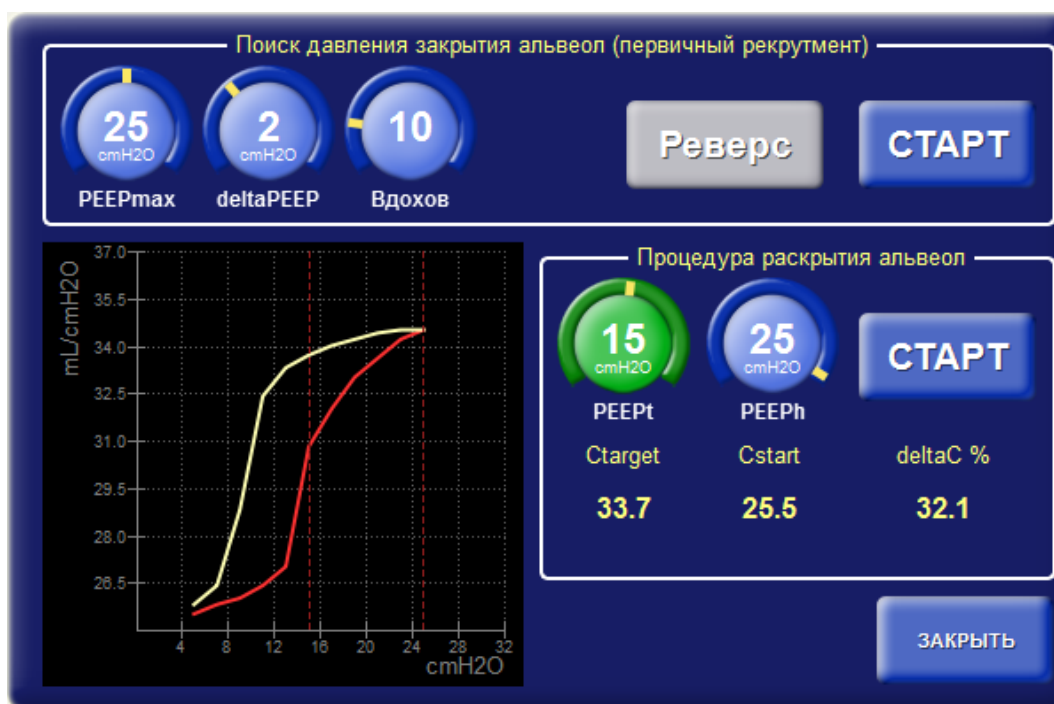 Поиск давления закрытия альвеол (первичный рекрутмент)
25
cmH2O
PEEPmax
2
cmH2O
deltaPEEP
10
Вдохов
Реверс
СТАРТ
mL/cmH2O
37.0
35.5
34.0
32.5
31.0
29.5
28.0
26.5
4 8 12 16 20 24 28 32
cmH2O
Процедура раскрытия альвеол
15
cmH2O
PEEPt
25
cmH2O
PEEPh
СТАРТ
Ctarget Cstart deltaC %
33.7 25.5 32.1
ЗАКРЫТЬ